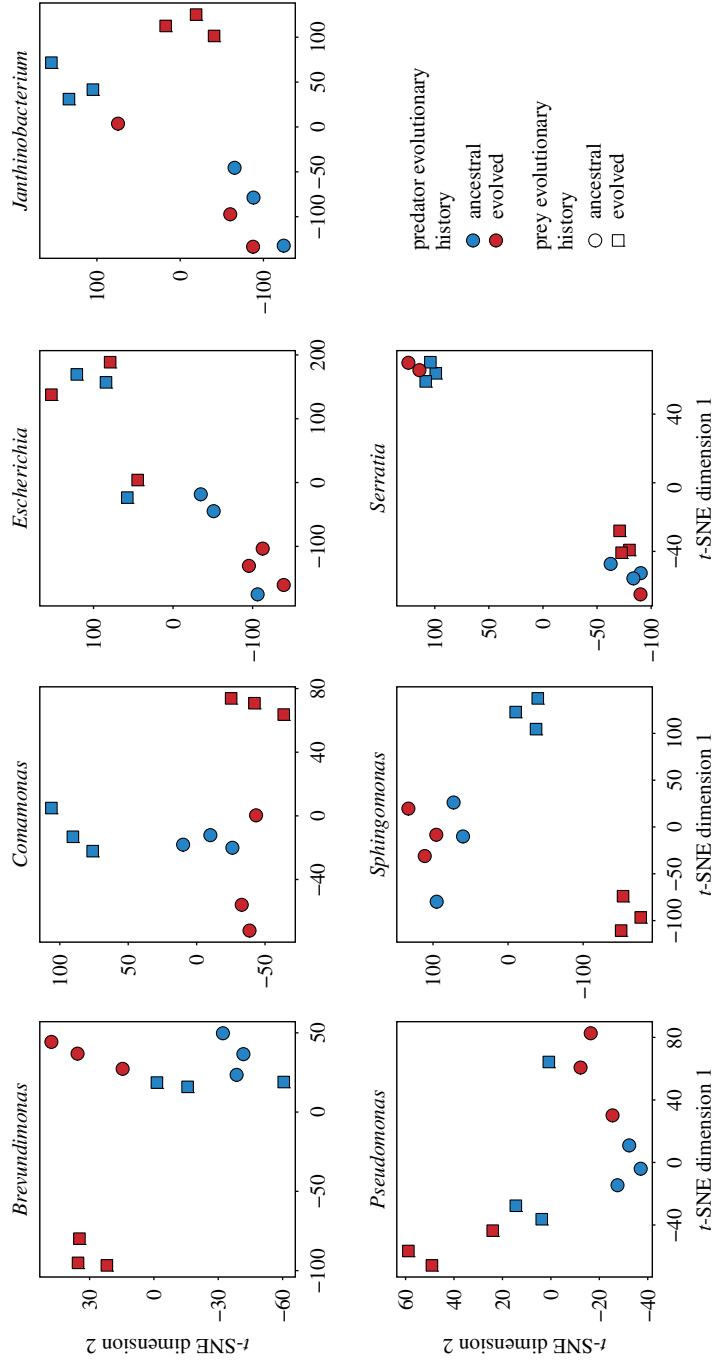 Brevundimonas
Comamonas
Escherichia
Janthinobacterium
t-SNE dimension 2
30
0
−30
−60
−100
−50
0
50
100
50
0
−50
−40
0
40
80
100
0
−100
−100
0
100
200
100
0
−100
−100
−50
0
50
100
Pseudomonas
Sphingomonas
Serratia
t-SNE dimension 2
60
40
20
0
−20
−40
−40
0
40
80
t-SNE dimension 1
100
0
−100
−100
−50
0
50
100
t-SNE dimension 1
100
50
0
−50
−100
−40
0
40
t-SNE dimension 1
predator evolutionary
history
ancestral
evolved
prey evolutionary
history
ancestral
evolved